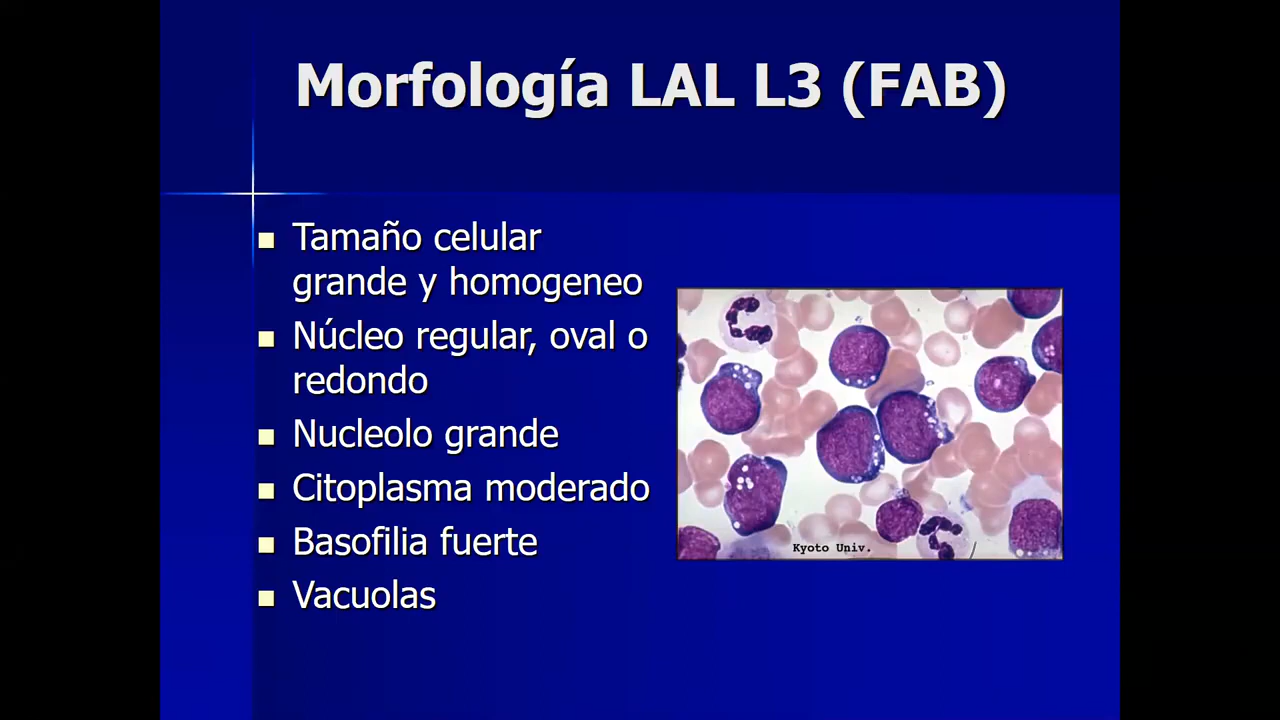 Morfología LAL L3 (FAB)
Tamaño celular
grande y homogeneo
Núcleo regular, oval o
redondo
Nucleolo grande
Citoplasma moderado
Basofilia fuerte
Vacuolas
Kyoto Univ.